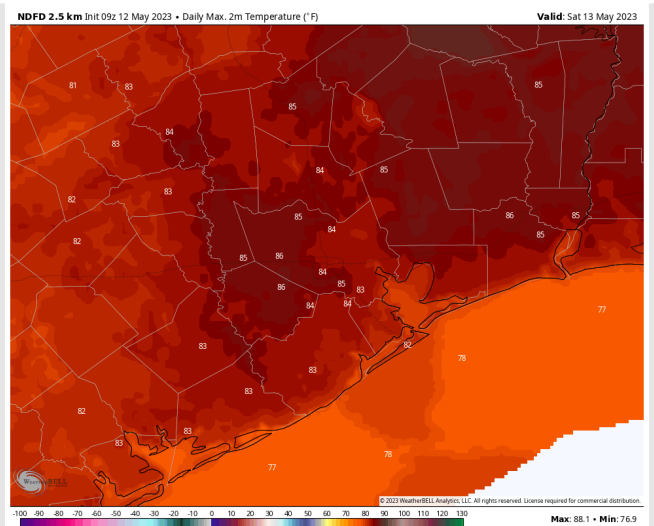 NDFD 2.5 km Init 09z 12 May 2023 • Daily Max. 2m Temperature (°F) Valid: Sat 13 May 2023
81 83 85 85
84
83
84 85
83
82
85 86 85
84 85
82
85 86
84
86 85 83
84 84
83 82
78
77
83
83
82
83 83
77 78
WeatherBELL
© 2023 WeatherBELL Analytics, LLC. All rights reserved. License required for commercial distribution.
-100 -90 -80 -70 -60 -50 -40 -30 -20 -10 0 10 20 30 40 50 60 70 80 90 100 110 120 130
Max: 88.1 • Min: 76.9